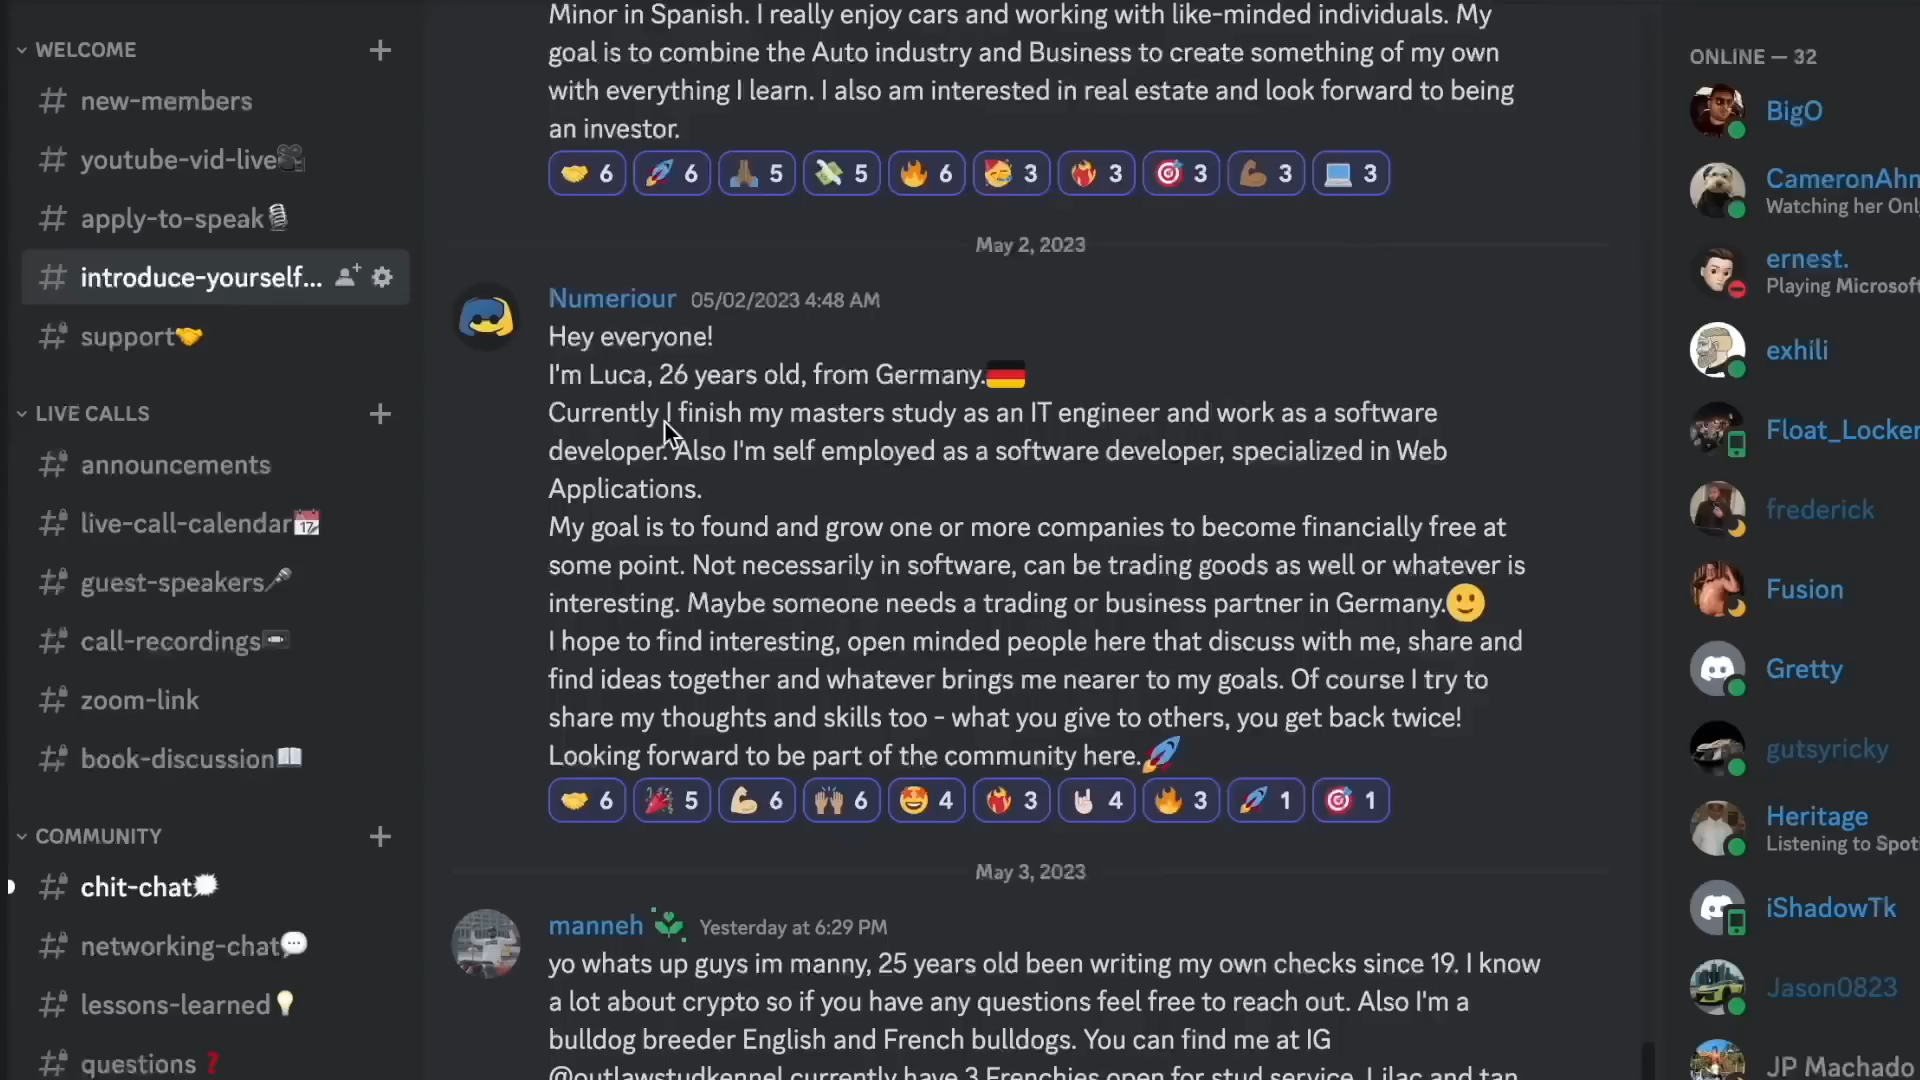 WELCOME
new-members
youtube-vid-live
apply-to-speak
introduce-yourself...
support
LIVE CALLS
announcements
live-call-calendar
guest-speakers
call-recordings
zoom-link
book-discussion
COMMUNITY
chit-chat
networking-chat
lessons-learned
questions
Minor in Spanish. I really enjoy cars and working with like-minded individuals. My
goal is to combine the Auto industry and Business to create something of my own
with everything I learn. I also am interested in real estate and look forward to being
an investor.
6 6 5 5 6 3 3 3 3 3
May 2, 2023
Numeriour 05/02/2023 4:48 AM
Hey everyone!
I'm Luca, 26 years old, from Germany.
Currently I finish my masters study as an IT engineer and work as a software
developer. Also I'm self employed as a software developer, specialized in Web
Applications.
My goal is to found and grow one or more companies to become financially free at
some point. Not necessarily in software, can be trading goods as well or whatever is
interesting. Maybe someone needs a trading or business partner in Germany.
I hope to find interesting, open minded people here that discuss with me, share and
find ideas together and whatever brings me nearer to my goals. Of course I try to
share my thoughts and skills too - what you give to others, you get back twice!
Looking forward to be part of the community here.
6 5 6 6 4 3 4 3 1 1
May 3, 2023
manneh Yesterday at 6:29 PM
yo whats up guys im manny, 25 years old been writing my own checks since 19. I know
a lot about crypto so if you have any questions feel free to reach out. Also I'm a
bulldog breeder English and French bulldogs. You can find me at IG
@outlawstudkennel currently have 3 Frenchies open for stud service. Lilac and tan
ONLINE — 32
BigO
CameronAhn
Watching her Onl
ernest.
Playing Microsoft
exhili
Float_Locker
frederick
Fusion
Gretty
gutsyricky
Heritage
Listening to Spoti
iShadowTk
Jason0823
JP Machado